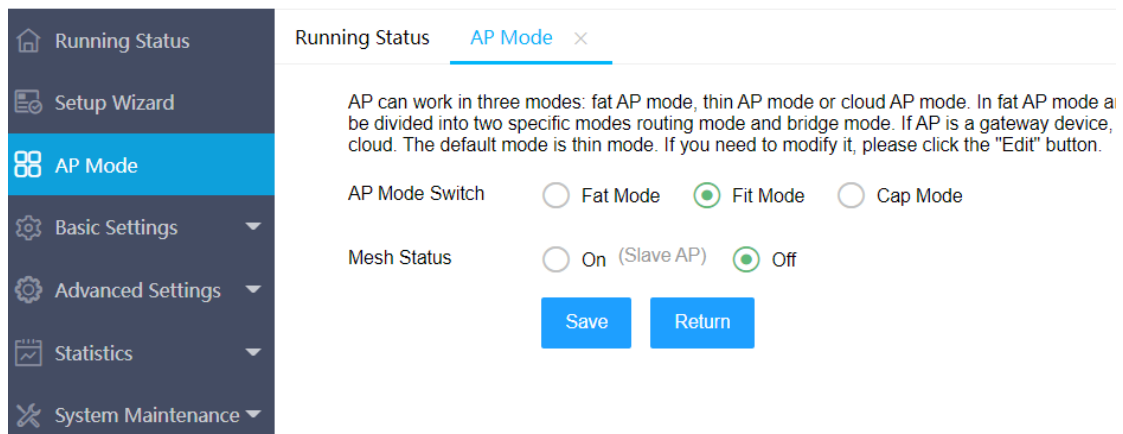 Running Status
Setup Wizard
AP Mode
Basic Settings
Advanced Settings
Statistics
System Maintenance
Running Status AP Mode ×
AP can work in three modes: fat AP mode, thin AP mode or cloud AP mode. In fat AP mode
be divided into two specific modes routing mode and bridge mode. If AP is a gateway device,
cloud. The default mode is thin mode. If you need to modify it, please click the "Edit" button.
AP Mode Switch Fat Mode Fit Mode Cap Mode
Mesh Status On (Slave AP) Off
Save Return